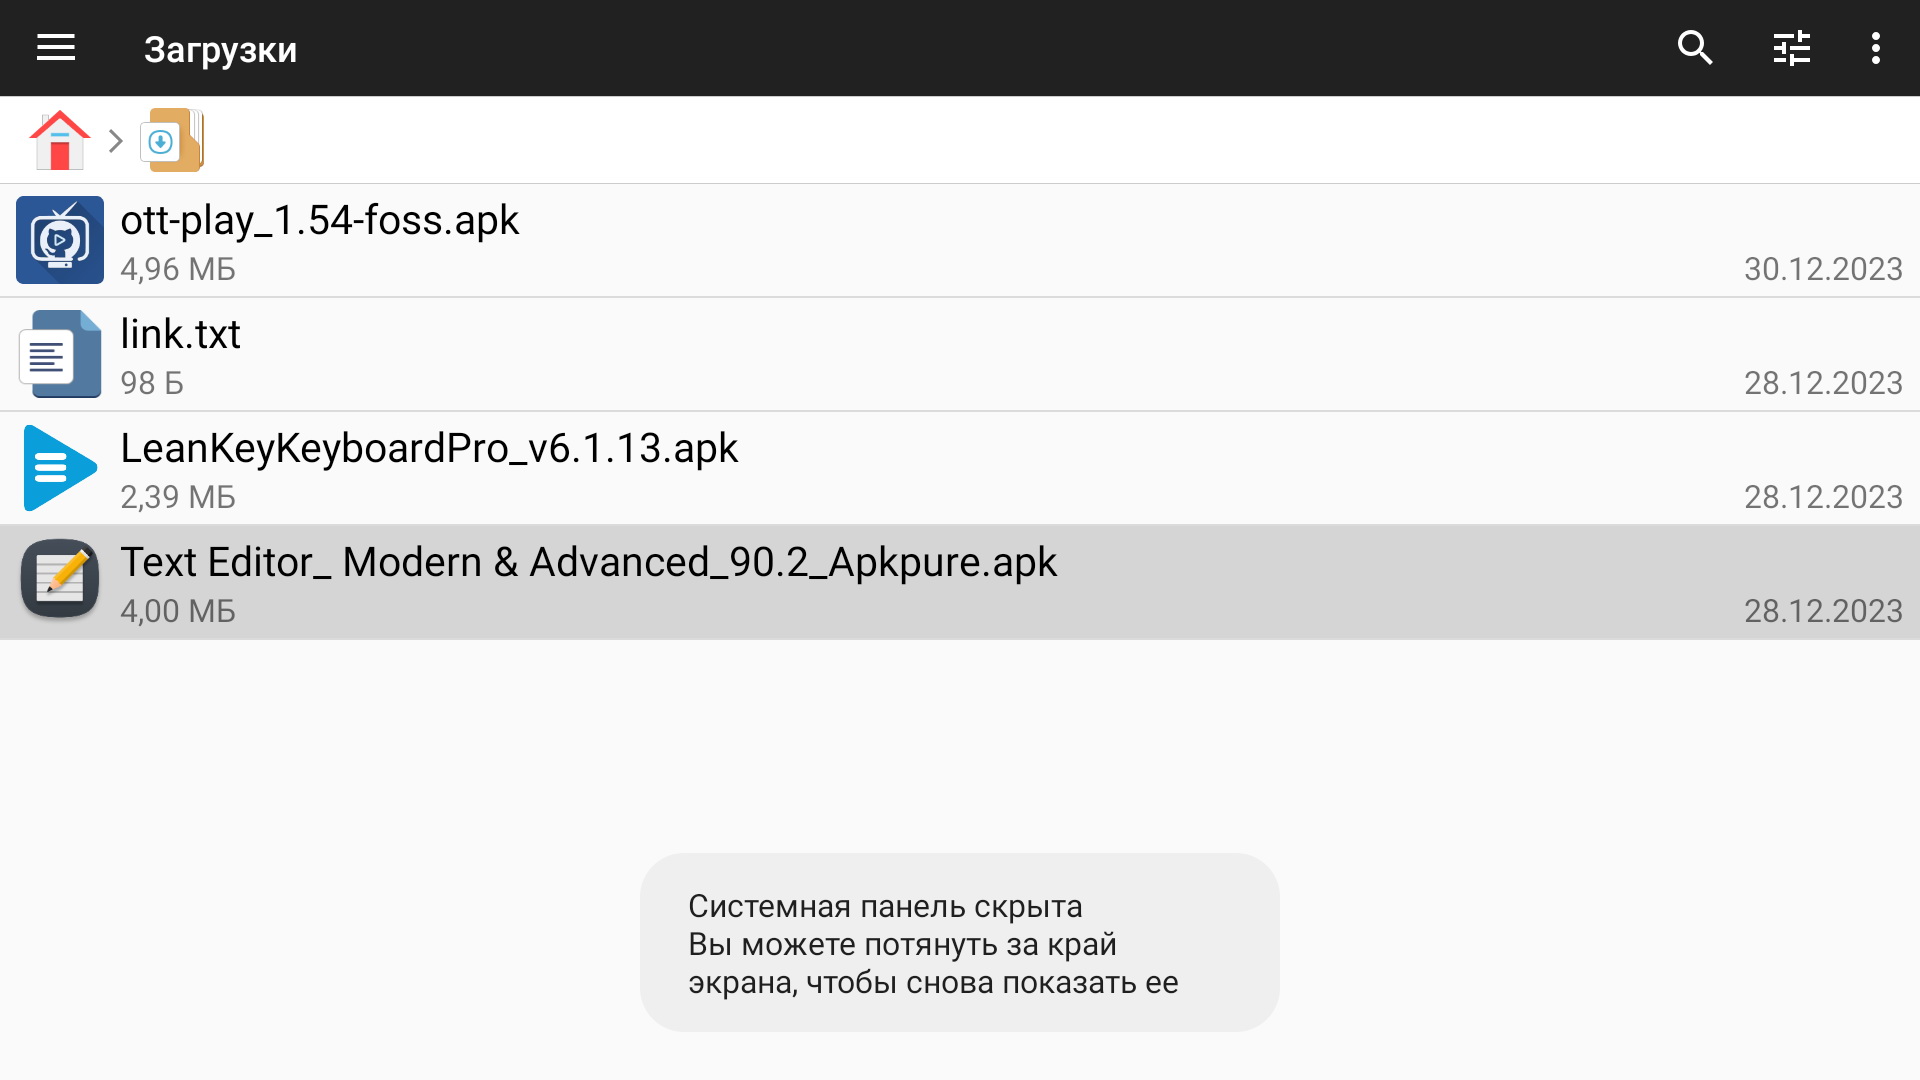 Загрузки
ott-play_1.54-foss.apk
4,96 МБ
30.12.2023
link.txt
98 Б
28.12.2023
LeanKeyKeyboardPro_v6.1.13.apk
2,39 МБ
28.12.2023
Text Editor_ Modern & Advanced_90.2_Apkpure.apk
4,00 МБ
28.12.2023
Системная панель скрыта
Вы можете потянуть за край
экрана, чтобы снова показать ее